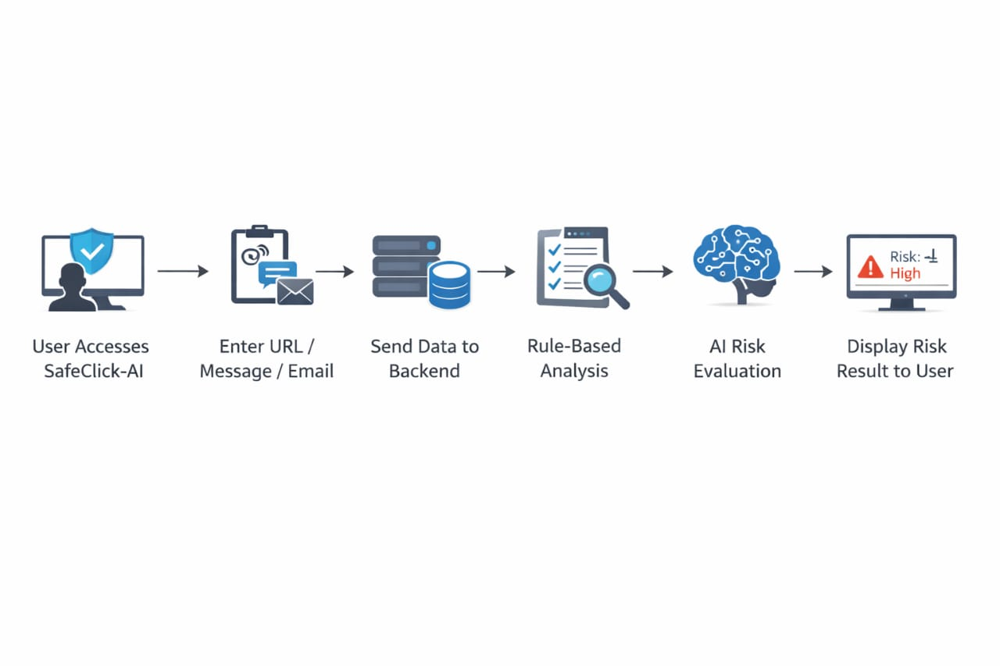 User Accesses
SafeClick-AI
Enter URL /
Message / Email
Send Data to
Backend
Rule-Based
Analysis
AI Risk
Evaluation
Risk:
High
Display Risk
Result to User